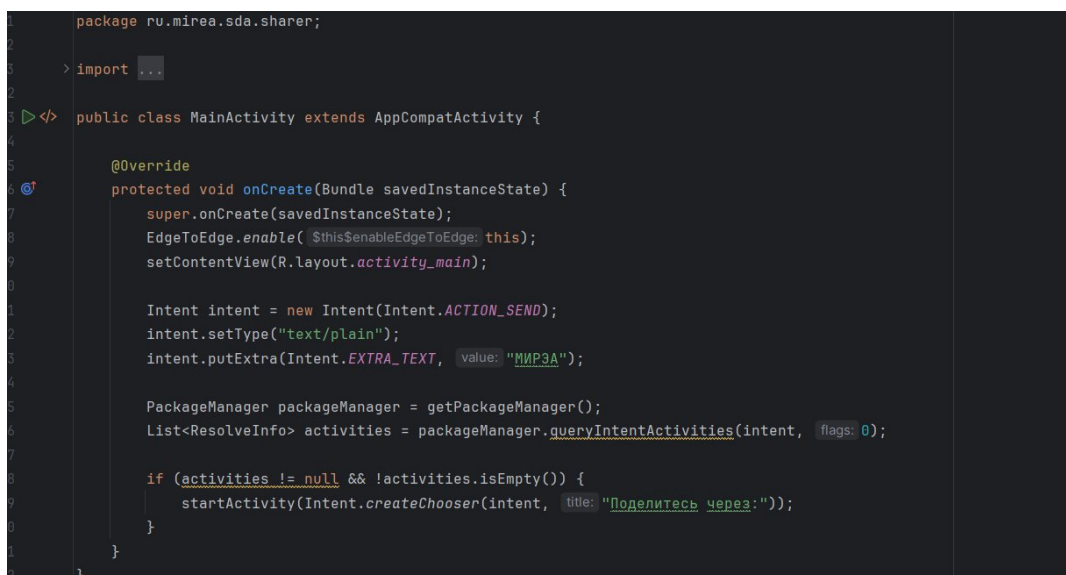 package ru.mirea.sda.sharer;
import ...
public class MainActivity extends AppCompatActivity {
@Override
protected void onCreate(Bundle savedInstanceState) {
super.onCreate(savedInstanceState);
EdgeToEdge.enable( $this$enableEdgeToEdge: this);
setContentView(R.layout.activity_main);
Intent intent = new Intent(Intent.ACTION_SEND);
intent.setType("text/plain");
intent.putExtra(Intent.EXTRA_TEXT, value: "МИРЭА");
PackageManager packageManager = getPackageManager();
List<ResolveInfo> activities = packageManager.queryIntentActivities(intent, flags: 0);
if (activities != null && !activities.isEmpty()) {
startActivity(Intent.createChooser(intent, title: "Поделитесь через:"));
}
}
}